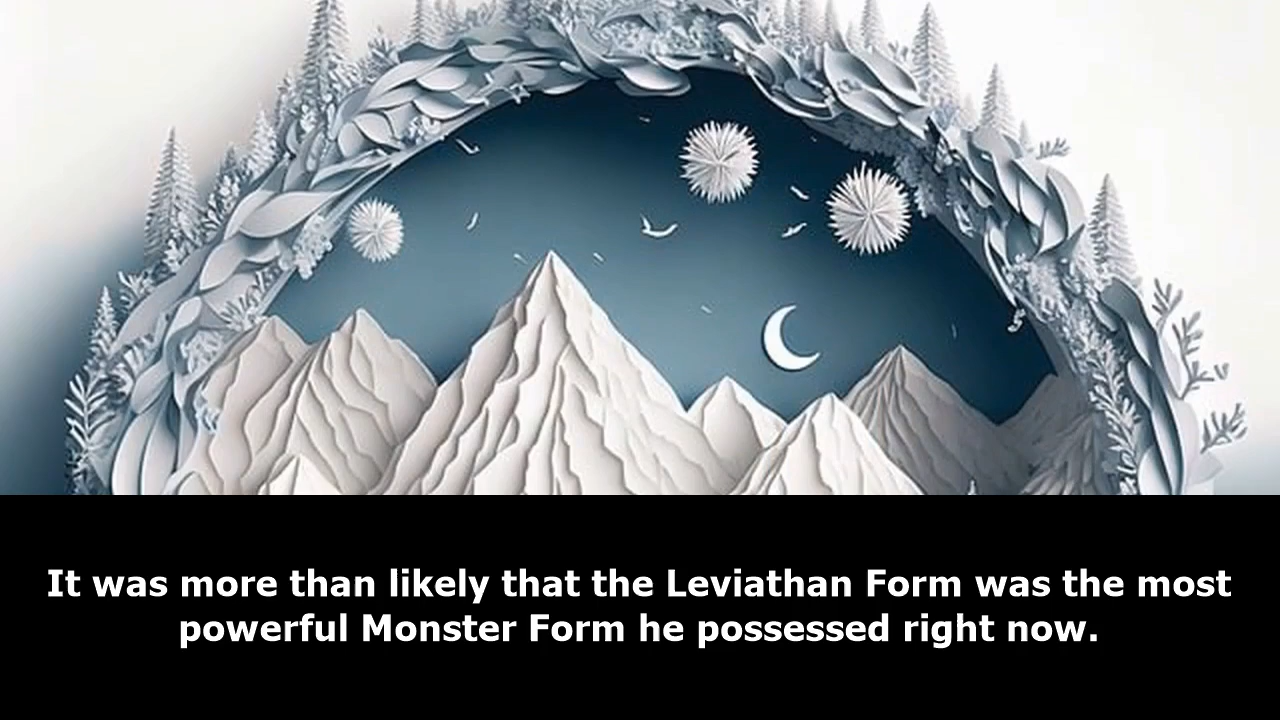 It was more than likely that the Leviathan Form was the most
powerful Monster Form he possessed right now.